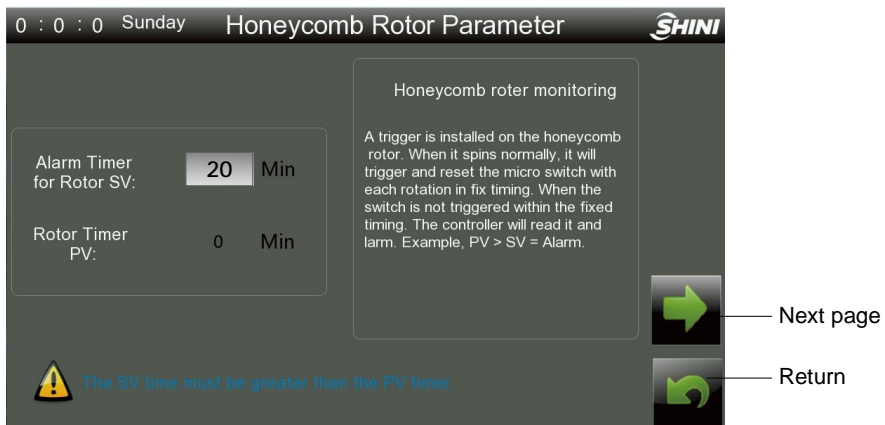 0 : 0 : 0 Sunday Honeycomb Rotor Parameter SHINI
Honeycomb roter monitoring
A trigger is installed on the honeycomb
rotor. When it spins normally, it will
trigger and reset the micro switch with
each rotation in fix timing. When the
switch is not triggered within the fixed
timing. The controller will read it and
larm. Example, PV > SV = Alarm.
Alarm Timer
for Rotor SV:
20 Min
Rotor Timer
PV:
0 Min
Next page
The SV time must be greater than the PV timer
Return